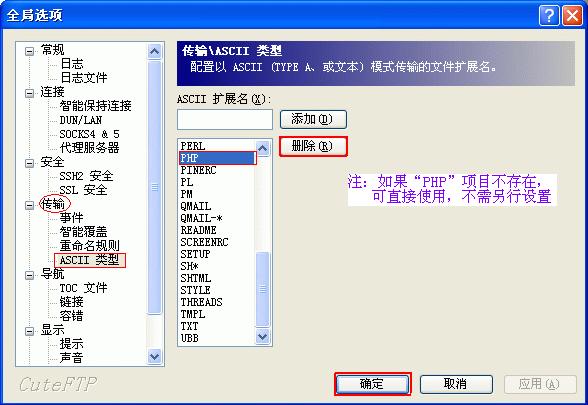 全局选项
常规
日志
日志文件
连接
智能保持连接
DUN/LAN
SOCKS4 & 5
代理服务器
安全
SSH2 安全
SSL 安全
传输
事件
智能覆盖
重命名规则
ASCII 类型
导航
TOC 文件
链接
容错
显示
提示
声音
传输\ASCII 类型
配置以 ASCII (TYPE A、或文本) 模式传输的文件扩展名。
ASCII 扩展名(X):
添加(D)
PERL
PHP
PINERC
PL
PM
QMAIL
QMAIL-*
README
SCREENRC
SETUP
SH*
SHTML
STYLE
THREADS
TMPL
TXT
UBB
删除(R)
注：如果“PHP”项目不存在，
可直接使用，不需另行设置
CuteFTP
确定
取消
应用(A)